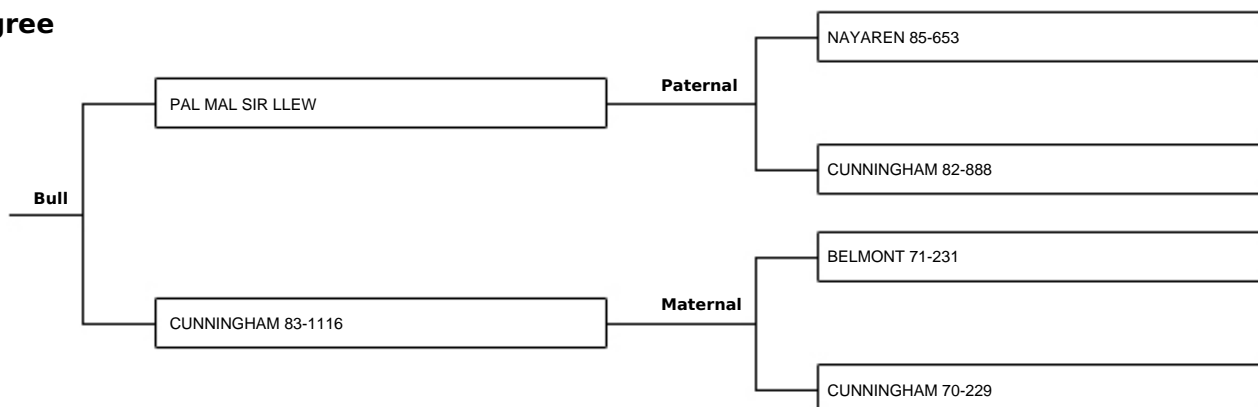 gree
NAYAREN 85-653
PAL MAL SIR LLEW
Paternal
CUNNINGHAM 82-888
Bull
BELMONT 71-231
CUNNINGHAM 83-1116
Maternal
CUNNINGHAM 70-229